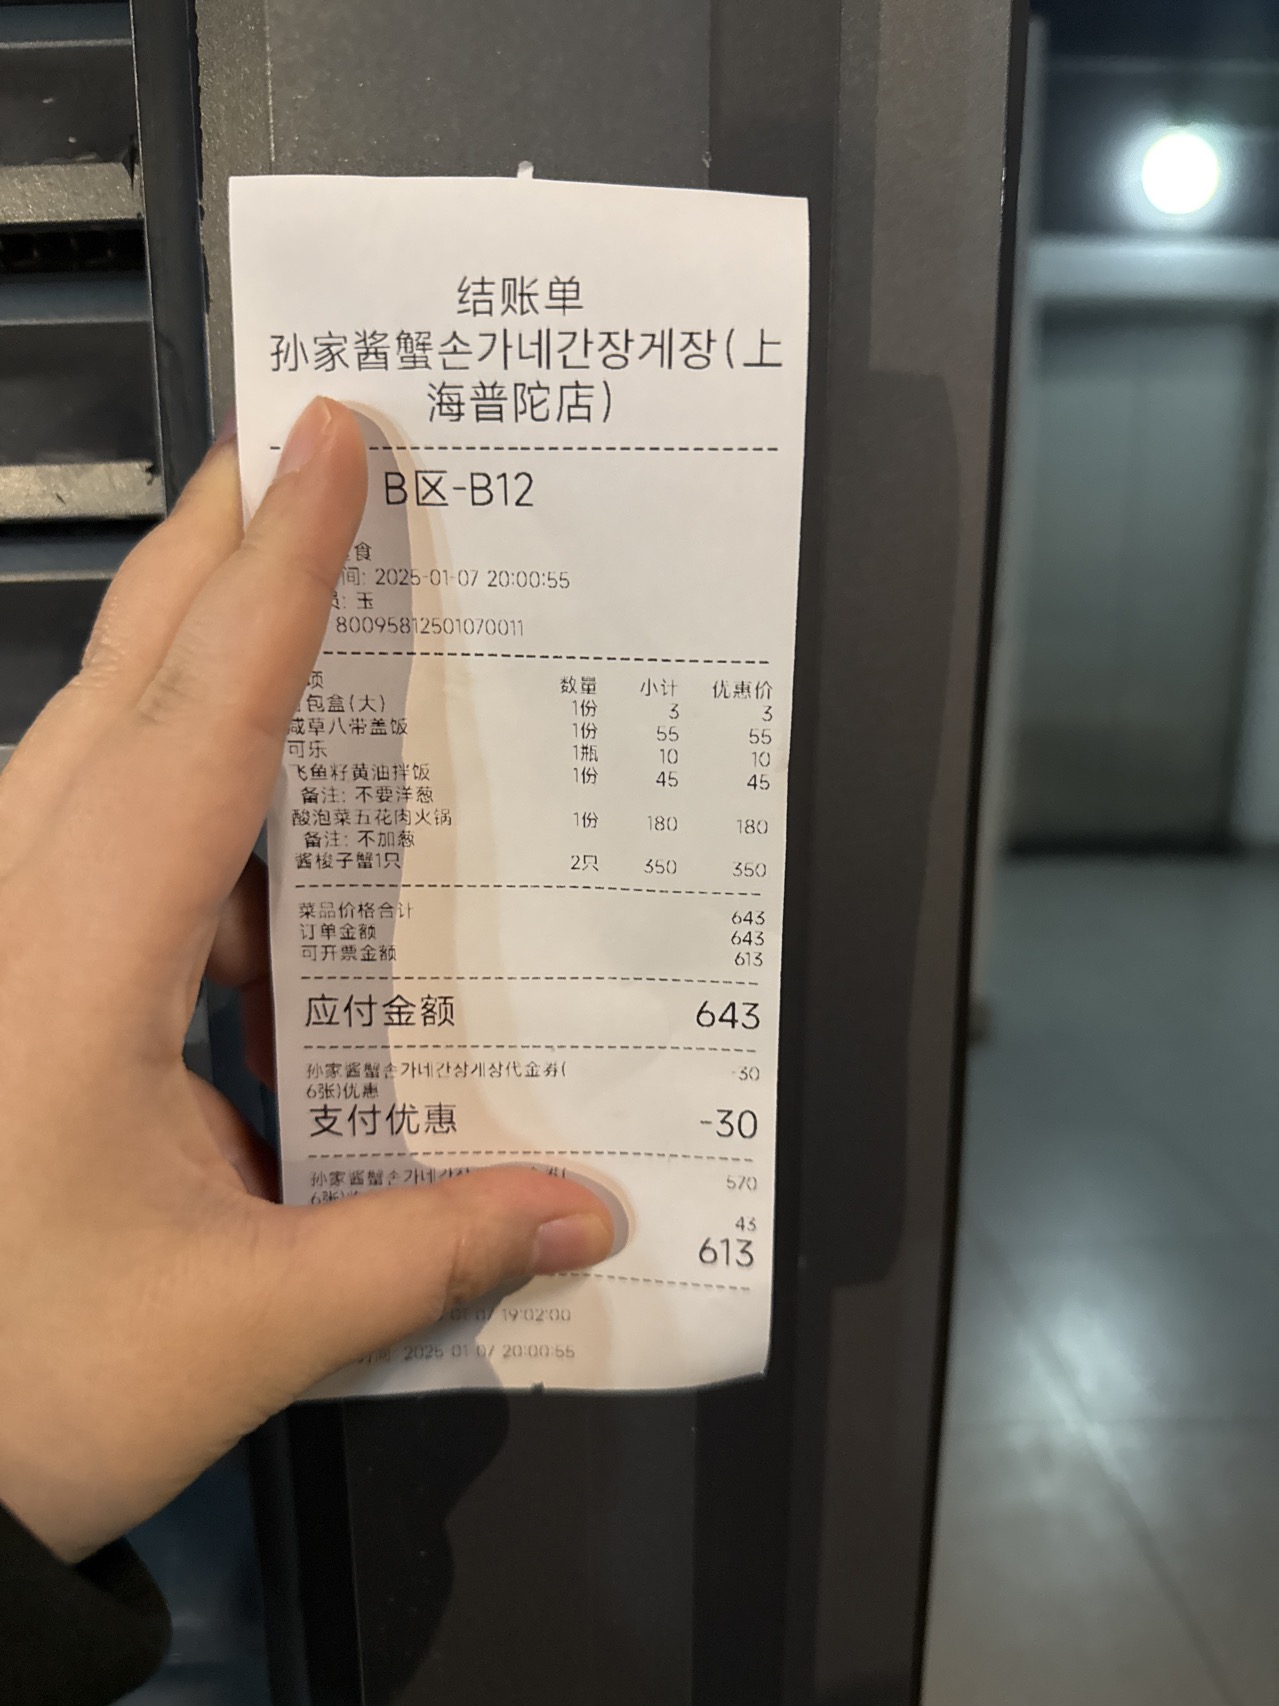 结账单
孙家酱蟹손가네간장게장(上
海普陀店)
B区-B12
食
间: 2025-01-07 20:00:55
员: 玉
80095812501070011
项 数量 小计 优惠价
包盒(大) 1份 3 3
咸草八带盖饭 1份 55 55
可乐 1瓶 10 10
飞鱼籽黄油拌饭 1份 45 45
备注: 不要洋葱
酸泡菜五花肉火锅 1份 180 180
备注: 不加葱
酱梭子蟹1只 2只 350 350
菜品价格合计 643
订单金额 643
可开票金额 613
应付金额 643
孙家酱蟹손가네간장게장代金券( -30
6张)优惠
支付优惠 -30
孙家酱蟹손가네간장 券( 570
6张)
43
613
01-07 19:02:00
时间: 2025-01-07 20:00:55